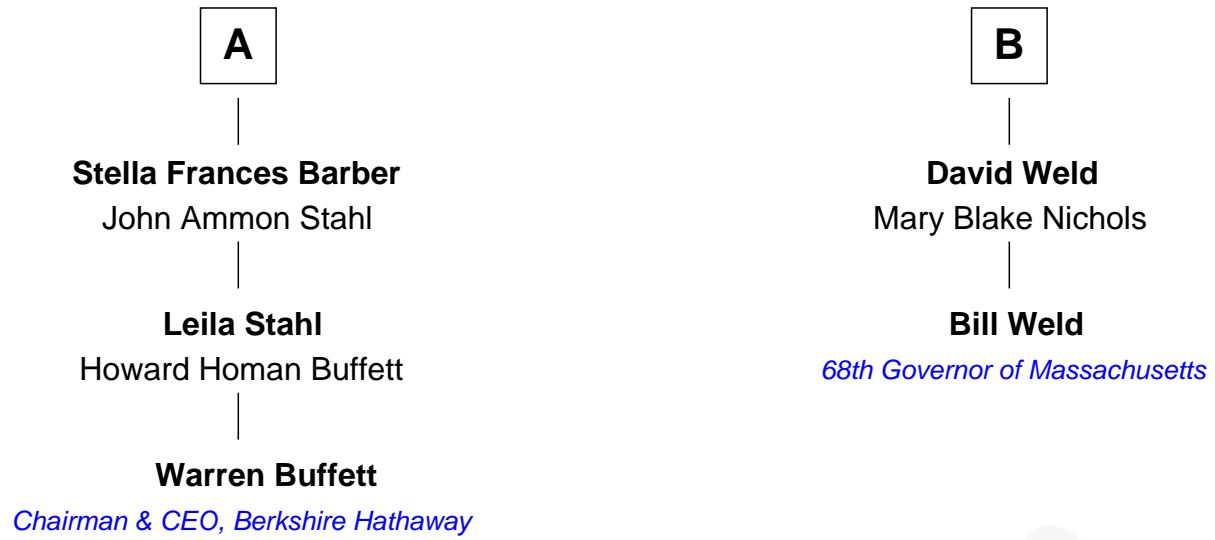 A
Stella Frances Barber
John Ammon Stahl
Leila Stahl
Howard Homan Buffett
Warren Buffett
Chairman & CEO, Berkshire Hathaway
B
David Weld
Mary Blake Nichols
Bill Weld
68th Governor of Massachusetts